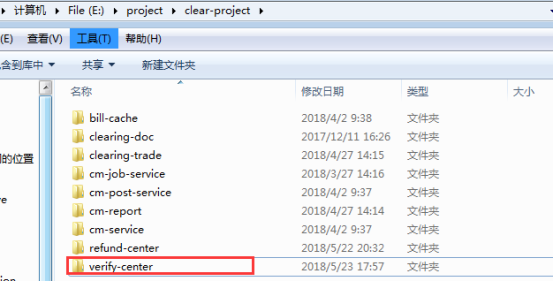 计算机 ▸ File (E:) ▸ project ▸ clear-project ▸
(E) 查看(V) 工具(T) 帮助(H)
含到库中 共享 新建文件夹
名称 修改日期 类型 大小
bill-cache 2018/4/2 9:38 文件夹
clearing-doc 2017/12/11 16:26 文件夹
clearing-trade 2018/4/27 14:15 文件夹
的位置
cm-job-service 2018/3/27 14:16 文件夹
cm-post-service 2018/4/2 9:37 文件夹
ve
cm-report 2018/4/27 14:14 文件夹
cm-service 2018/4/2 9:37 文件夹
refund-center 2018/5/22 20:32 文件夹
verify-center 2018/5/23 17:57 文件夹
sion